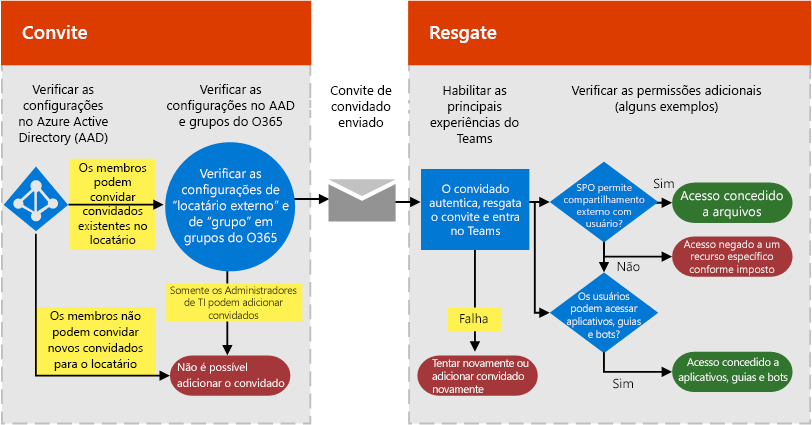 Convite
Verificar as
configurações
no Azure Active
Directory (AAD)
Verificar as
configurações no AAD
e grupos do O365
Os membros
podem
convidar
convidados
existentes no
locatário
Verificar as
configurações de
“locatário externo” e
de “grupo” em
grupos do O365
Somente os Administradores
de TI podem adicionar
convidados
Os membros não
podem convidar
novos convidados
para o locatário
Não é possível
adicionar o convidado
Convite de
convidado
enviado
Resgate
Habilitar as
principais
experiências do
Teams
Verificar as permissões adicionais
(alguns exemplos)
O convidado
autentica, resgata
o convite e entra
no Teams
Falha
Tentar novamente ou
adicionar convidado
novamente
SPO permite
compartilhamento
externo com
usuário?
Sim
Acesso concedido
a arquivos
Não
Acesso negado a um
recurso específico
conforme imposto
Os usuários
podem acessar
aplicativos, guias
e bots?
Sim
Acesso concedido a
aplicativos, guias e bots